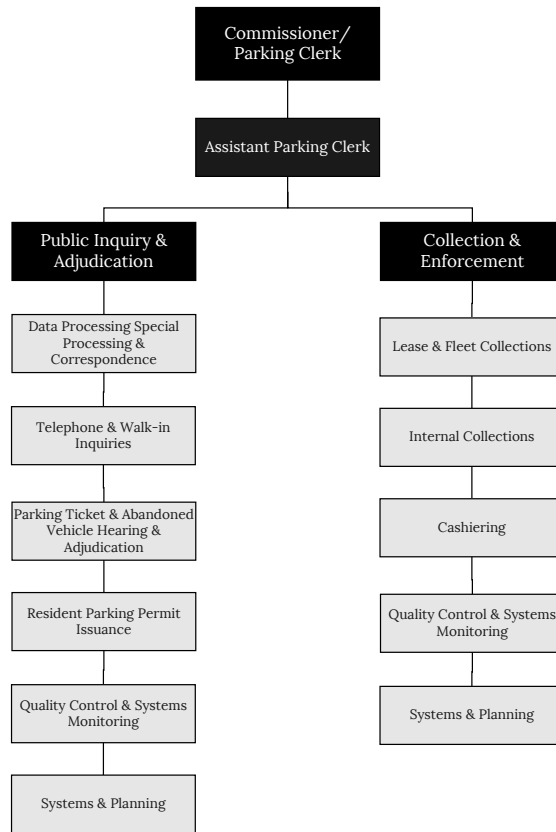 Commissioner/
Parking Clerk
Assistant Parking Clerk
Public Inquiry &
Adjudication
Data Processing Special
Processing &
Correspondence
Telephone & Walk-in
Inquiries
Parking Ticket & Abandoned
Vehicle Hearing &
Adjudication
Resident Parking Permit
Issuance
Quality Control & Systems
Monitoring
Systems & Planning
Collection &
Enforcement
Lease & Fleet Collections
Internal Collections
Cashiering
Quality Control & Systems
Monitoring
Systems & Planning